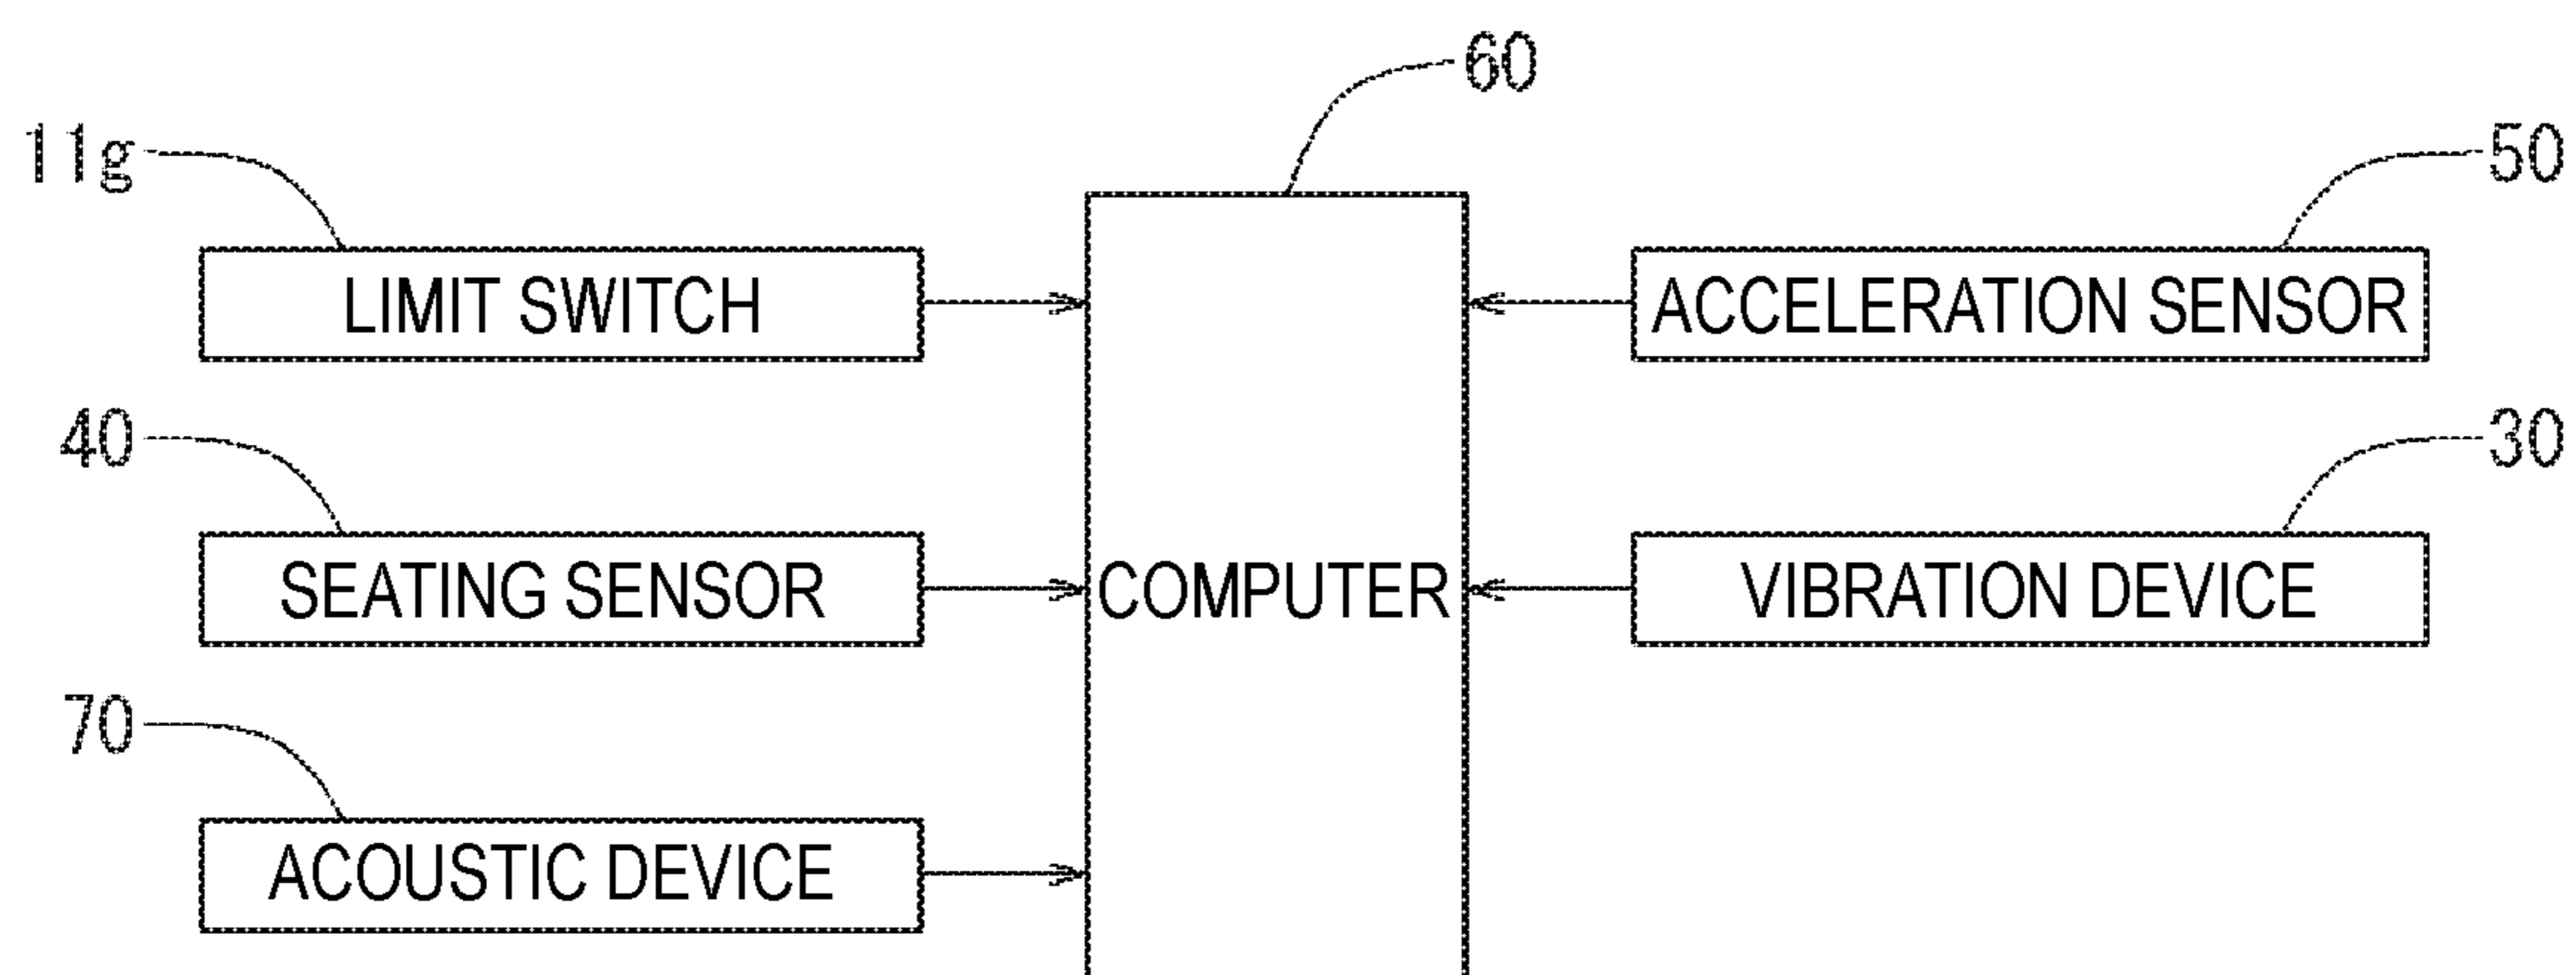 60
11g
50
LIMIT SWITCH
ACCELERATION SENSOR
40
30
SEATING SENSOR
COMPUTER
VIBRATION DEVICE
70
ACOUSTIC DEVICE